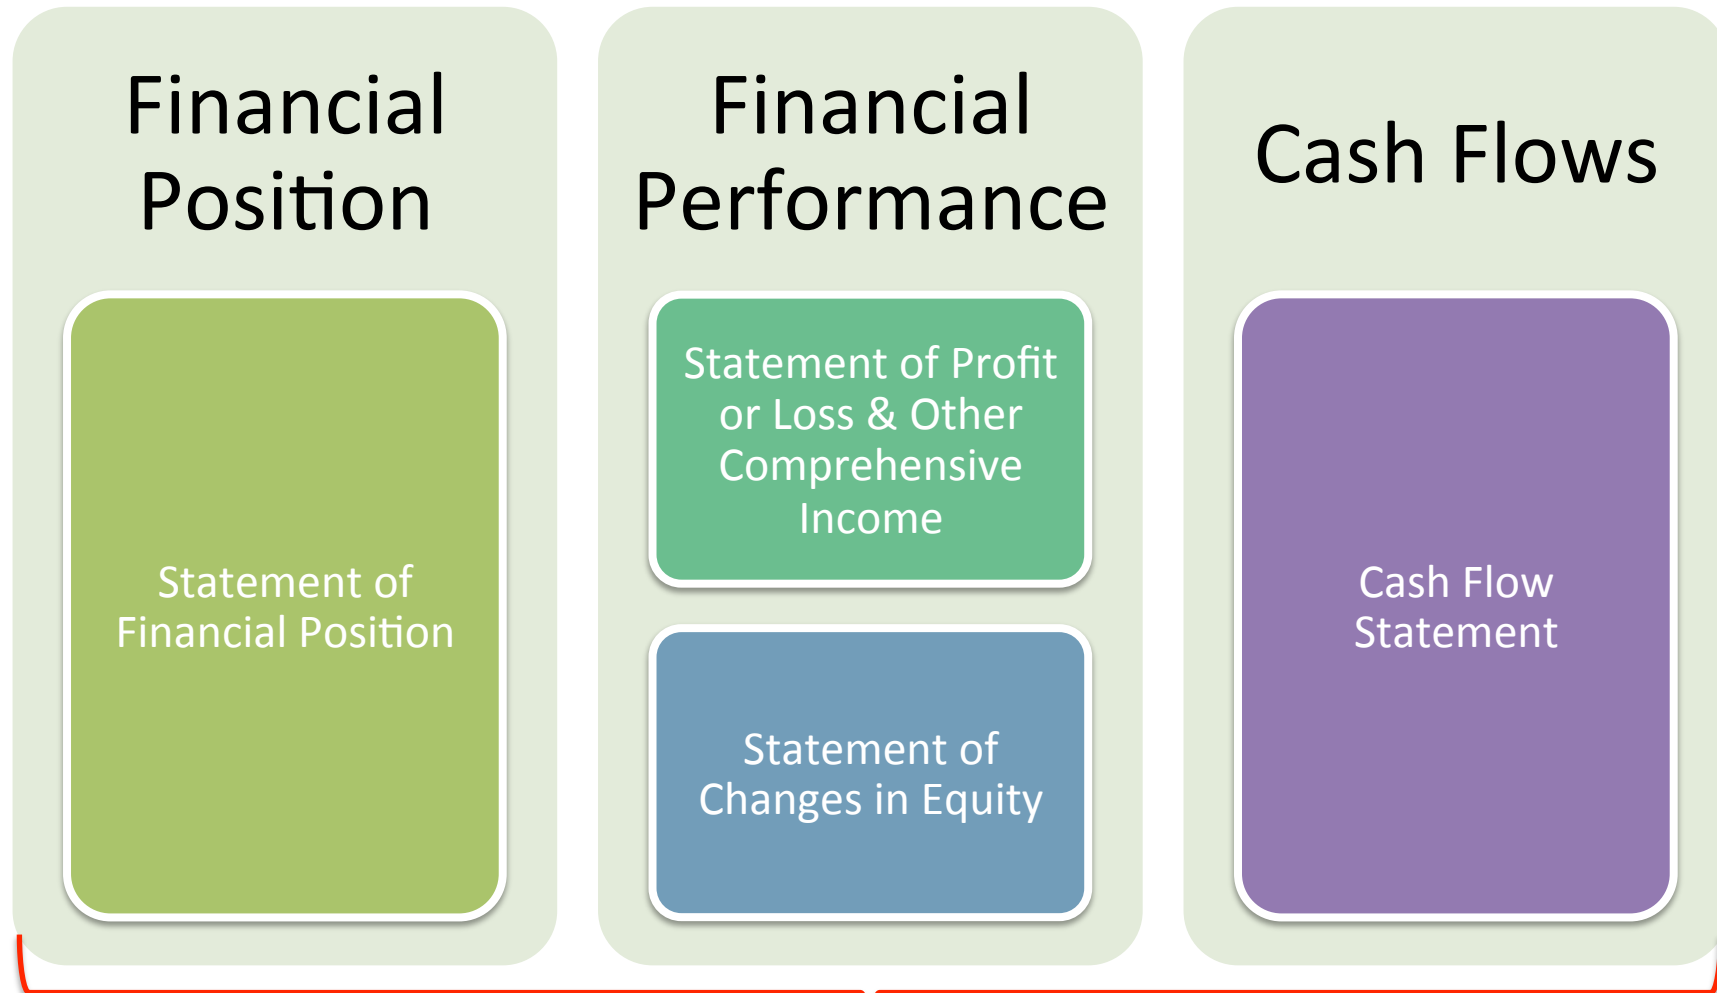 Financial
Position
Statement of
Financial Position
Financial
Performance
Statement of Profit
or Loss & Other
Comprehensive
Income
Statement of
Changes in Equity
Cash Flows
Cash Flow
Statement